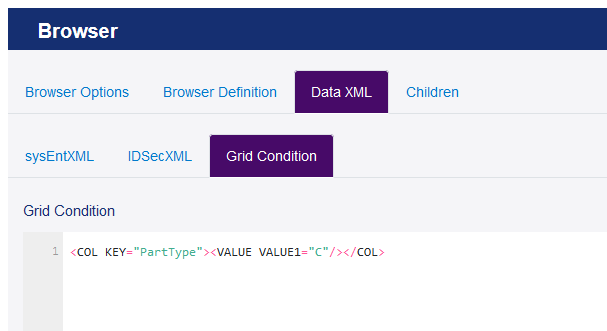 Browser
Browser Options Browser Definition Data XML Children
sysEntXML IDSecXML Grid Condition
Grid Condition
1 <COL KEY="PartType"><VALUE VALUE1="C"/></COL>